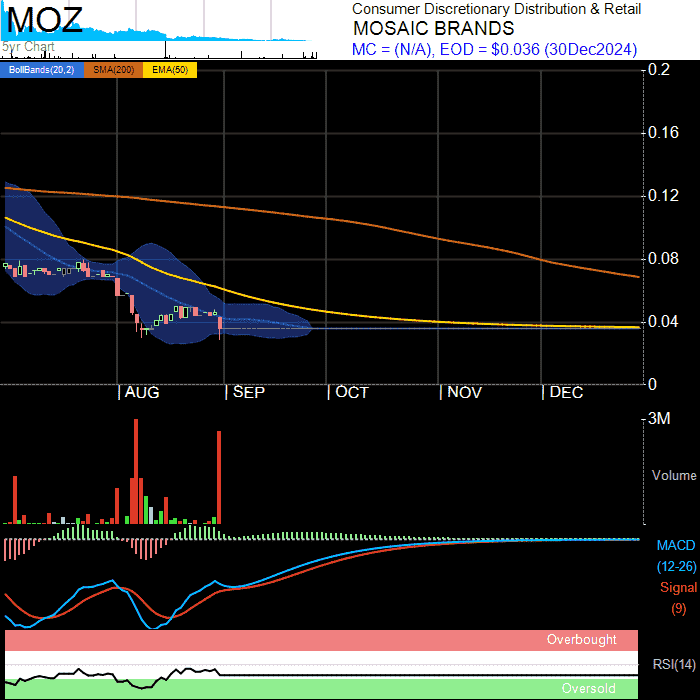 MOZ
5yr Chart
Consumer Discretionary Distribution & Retail
MOSAIC BRANDS
MC = (N/A), EOD = $0.036 (30Dec2024)
BollBands(20,2) SMA(200) EMA(50)
0.2
0.16
0.12
0.08
0.04
0
AUG SEP OCT NOV DEC
3M
Volume
MACD
(12-26)
Signal
(9)
Overbought
RSI(14)
Oversold